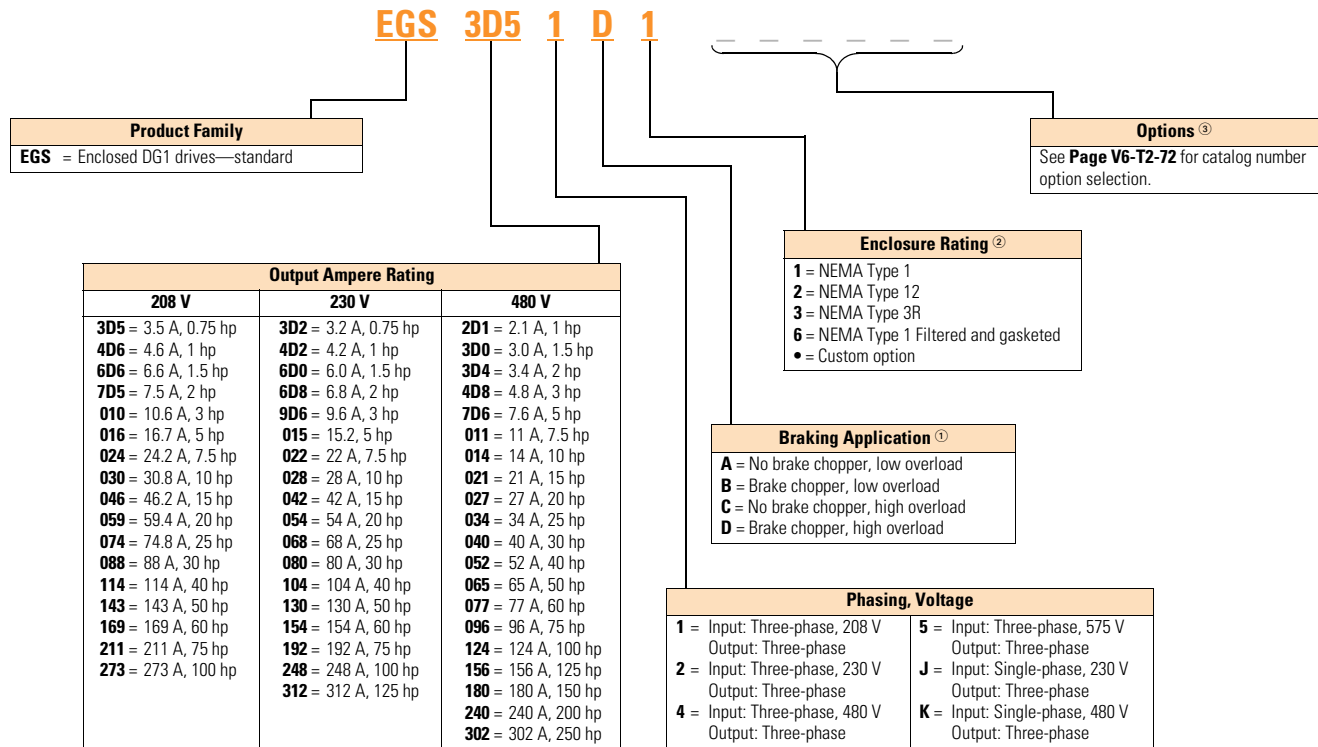 EGS 3D5 1 D 1 _ _ _ _ _ _
Product Family
EGS = Enclosed DG1 drives—standard
Options ③
See Page V6-T2-72 for catalog number
option selection.
Enclosure Rating ②
1 = NEMA Type 1
2 = NEMA Type 12
3 = NEMA Type 3R
6 = NEMA Type 1 Filtered and gasketed
• = Custom option
Output Ampere Rating
208 V
3D5 = 3.5 A, 0.75 hp
4D6 = 4.6 A, 1 hp
6D6 = 6.6 A, 1.5 hp
7D5 = 7.5 A, 2 hp
010 = 10.6 A, 3 hp
016 = 16.7 A, 5 hp
024 = 24.2 A, 7.5 hp
030 = 30.8 A, 10 hp
046 = 46.2 A, 15 hp
059 = 59.4 A, 20 hp
074 = 74.8 A, 25 hp
088 = 88 A, 30 hp
114 = 114 A, 40 hp
143 = 143 A, 50 hp
169 = 169 A, 60 hp
211 = 211 A, 75 hp
273 = 273 A, 100 hp
230 V
3D2 = 3.2 A, 0.75 hp
4D2 = 4.2 A, 1 hp
6D0 = 6.0 A, 1.5 hp
6D8 = 6.8 A, 2 hp
9D6 = 9.6 A, 3 hp
015 = 15.2, 5 hp
022 = 22 A, 7.5 hp
028 = 28 A, 10 hp
042 = 42 A, 15 hp
054 = 54 A, 20 hp
068 = 68 A, 25 hp
080 = 80 A, 30 hp
104 = 104 A, 40 hp
130 = 130 A, 50 hp
154 = 154 A, 60 hp
192 = 192 A, 75 hp
248 = 248 A, 100 hp
312 = 312 A, 125 hp
480 V
2D1 = 2.1 A, 1 hp
3D0 = 3.0 A, 1.5 hp
3D4 = 3.4 A, 2 hp
4D8 = 4.8 A, 3 hp
7D6 = 7.6 A, 5 hp
011 = 11 A, 7.5 hp
014 = 14 A, 10 hp
021 = 21 A, 15 hp
027 = 27 A, 20 hp
034 = 34 A, 25 hp
040 = 40 A, 30 hp
052 = 52 A, 40 hp
065 = 65 A, 50 hp
077 = 77 A, 60 hp
096 = 96 A, 75 hp
124 = 124 A, 100 hp
156 = 156 A, 125 hp
180 = 180 A, 150 hp
240 = 240 A, 200 hp
302 = 302 A, 250 hp
Braking Application ①
A = No brake chopper, low overload
B = Brake chopper, low overload
C = No brake chopper, high overload
D = Brake chopper, high overload
Phasing, Voltage
1 = Input: Three-phase, 208 V
Output: Three-phase
2 = Input: Three-phase, 230 V
Output: Three-phase
4 = Input: Three-phase, 480 V
Output: Three-phase
5 = Input: Three-phase, 575 V
Output: Three-phase
J = Input: Single-phase, 230 V
Output: Three-phase
K = Input: Single-phase, 480 V
Output: Three-phase